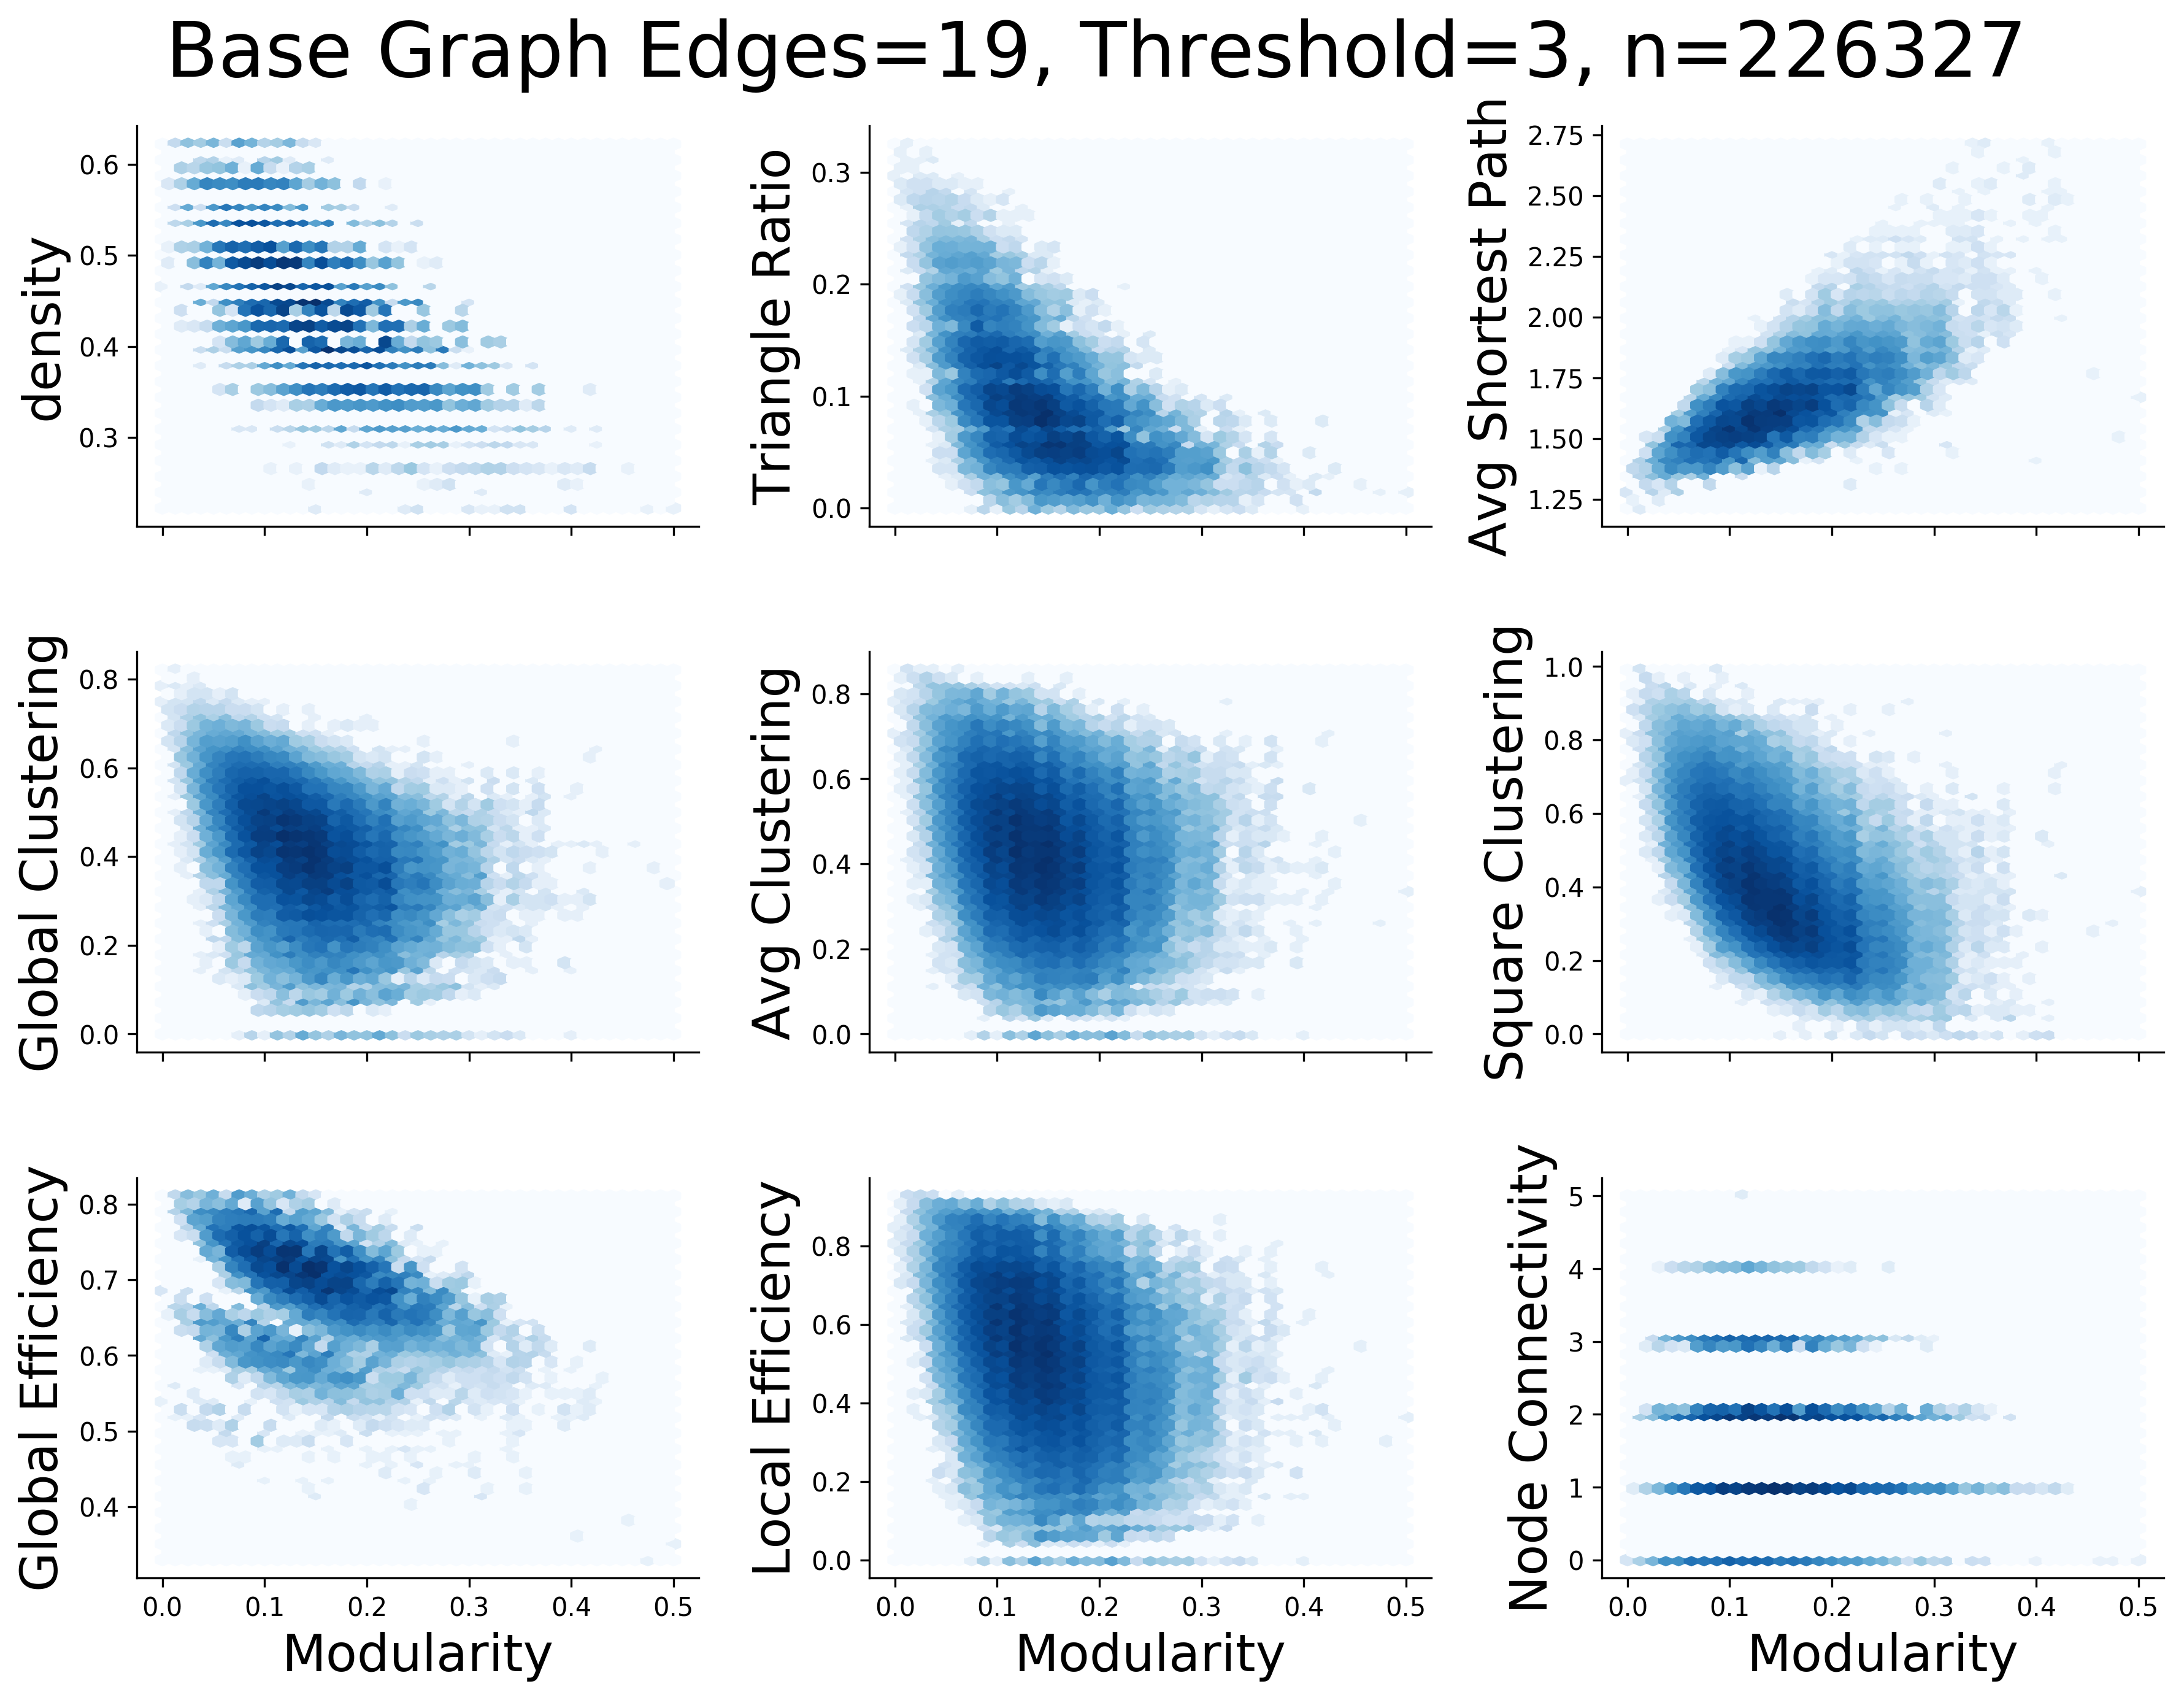 Base Graph Edges=19, Threshold=3, n=226327
density
0.6
0.5
0.4
0.3
Triangle Ratio
0.3
0.2
0.1
0.0
Avg Shortest Path
2.75
2.50
2.25
2.00
1.75
1.50
1.25
Global Clustering
0.8
0.6
0.4
0.2
0.0
Avg Clustering
0.8
0.6
0.4
0.2
0.0
Square Clustering
1.0
0.8
0.6
0.4
0.2
0.0
Global Efficiency
0.8
0.7
0.6
0.5
0.4
0.0 0.1 0.2 0.3 0.4 0.5
Modularity
Local Efficiency
0.8
0.6
0.4
0.2
0.0
0.0 0.1 0.2 0.3 0.4 0.5
Modularity
Node Connectivity
5
4
3
2
1
0
0.0 0.1 0.2 0.3 0.4 0.5
Modularity